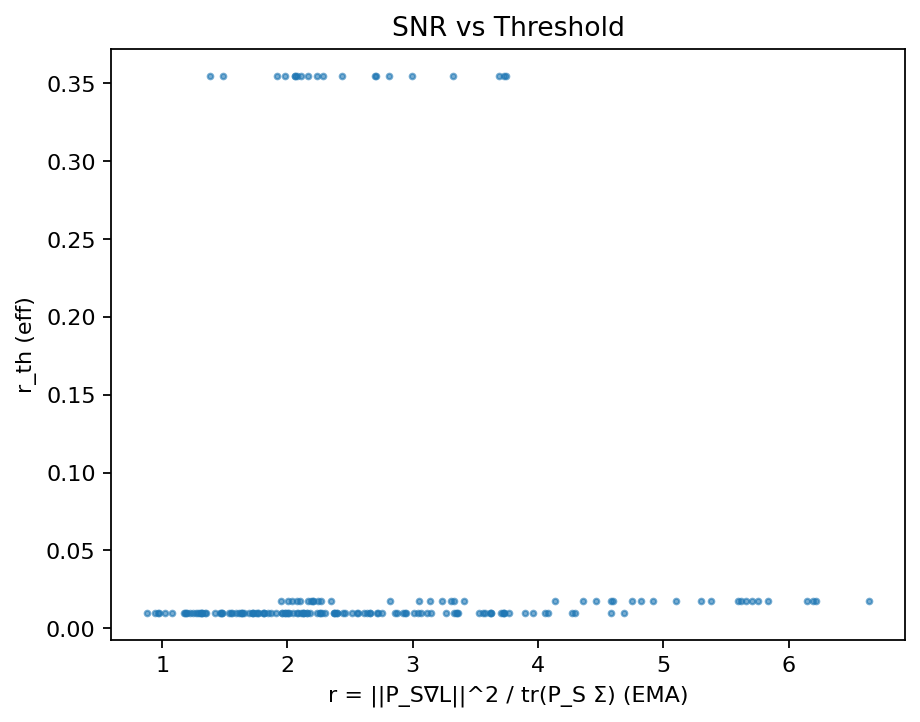 SNR vs Threshold
0.35
0.30
0.25
0.20
0.15
0.10
0.05
0.00
r_th (eff)
1 2 3 4 5 6
r = ||P_S∇L||^2 / tr(P_S Σ) (EMA)